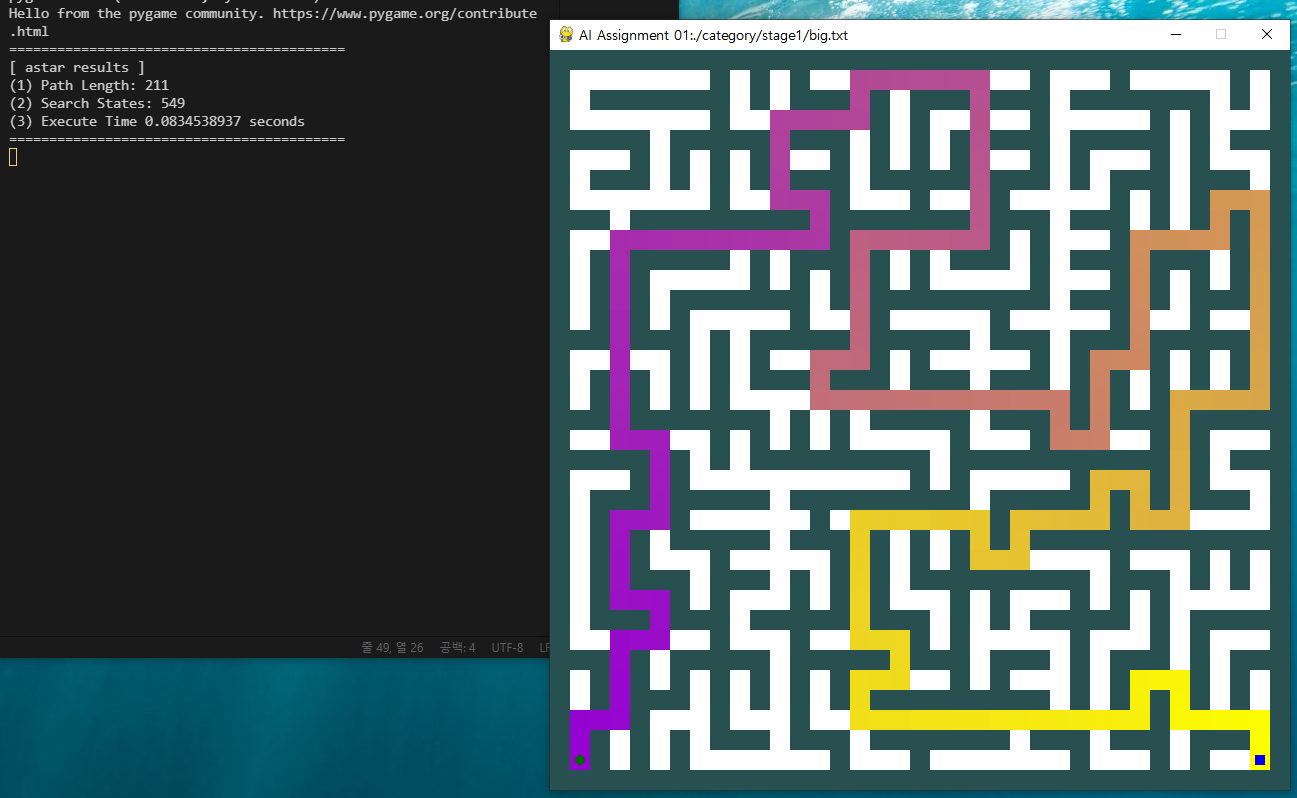 Hello from the pygame community. https://www.pygame.org/contribute
.html
=========================================
[ astar results ]
(1) Path Length: 211
(2) Search States: 549
(3) Execute Time 0.0834538937 seconds
=========================================
줄 49, 열 26 공백: 4 UTF-8 LF
AI Assignment 01:./category/stage1/big.txt